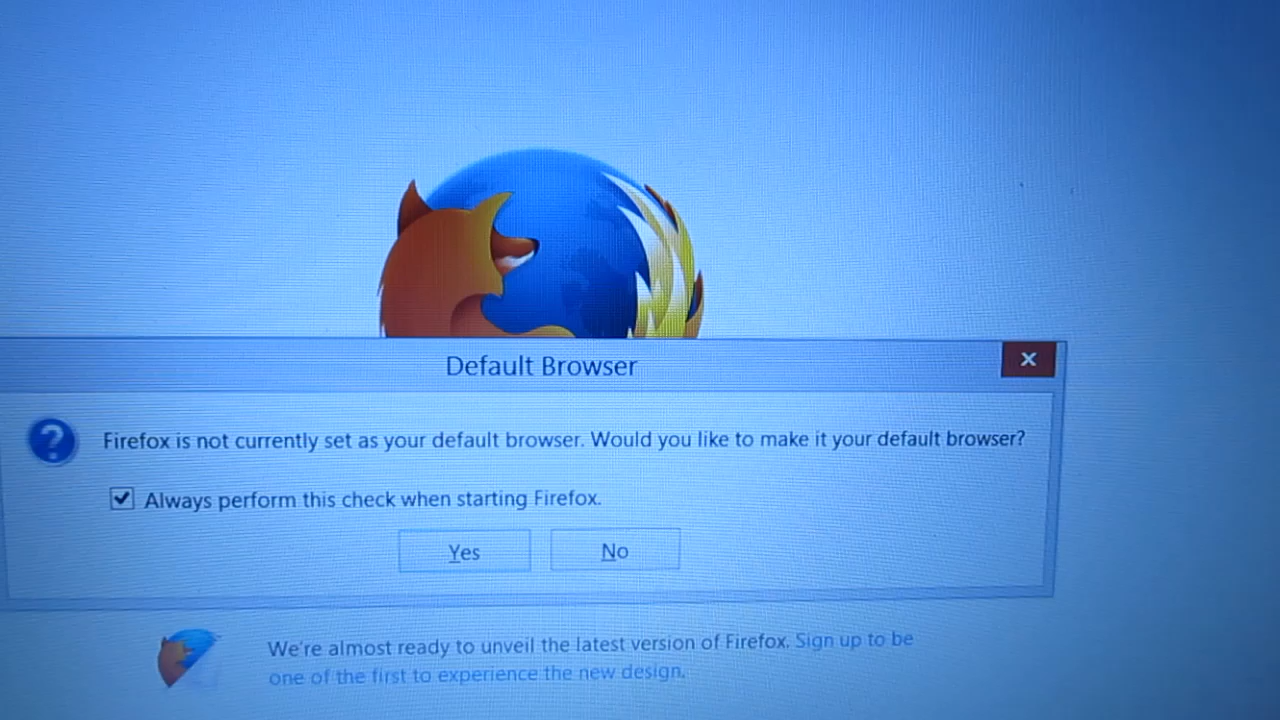 Default Browser
Firefox is not currently set as your default browser. Would you like to make it your default browser?
Always perform this check when starting Firefox.
Yes
No
We're almost ready to unveil the latest version of Firefox. Sign up to be
one of the first to experience the new design.